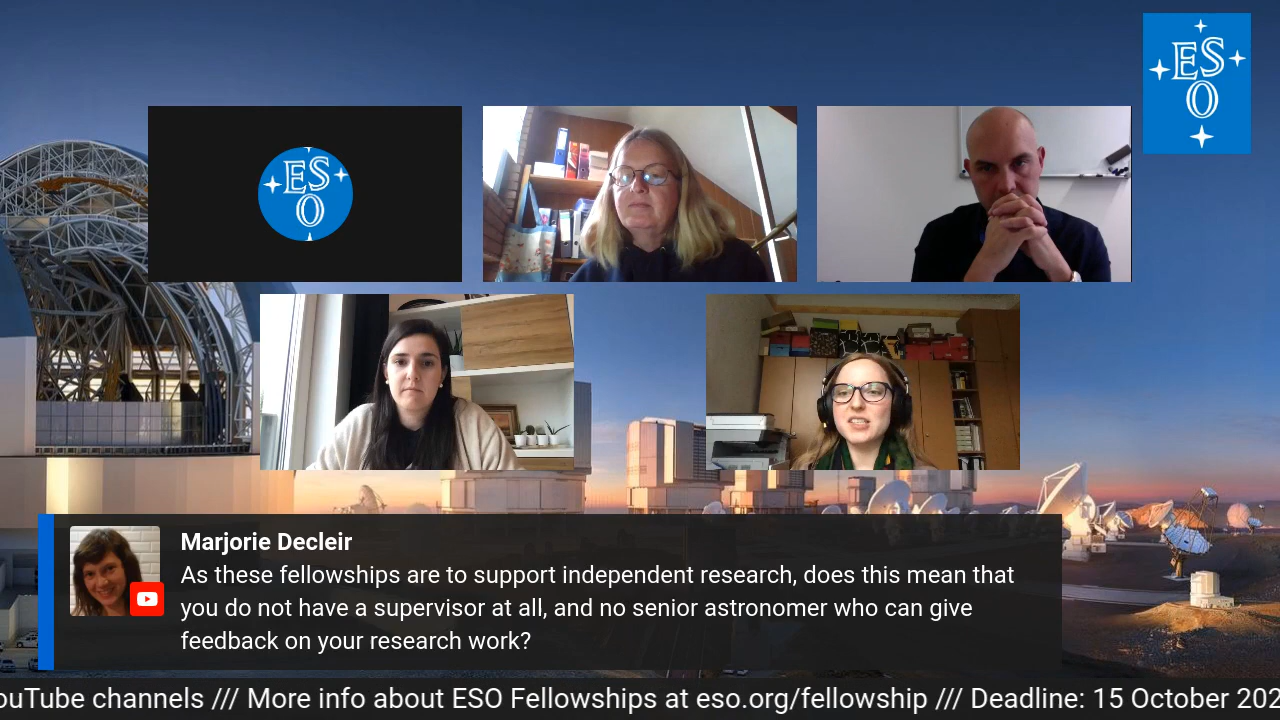 ESO
ESO
Marjorie Decleir
As these fellowships are to support independent research, does this mean that
you do not have a supervisor at all, and no senior astronomer who can give
feedback on your research work?
ouTube channels /// More info about ESO Fellowships at eso.org/fellowship /// Deadline: 15 October 202